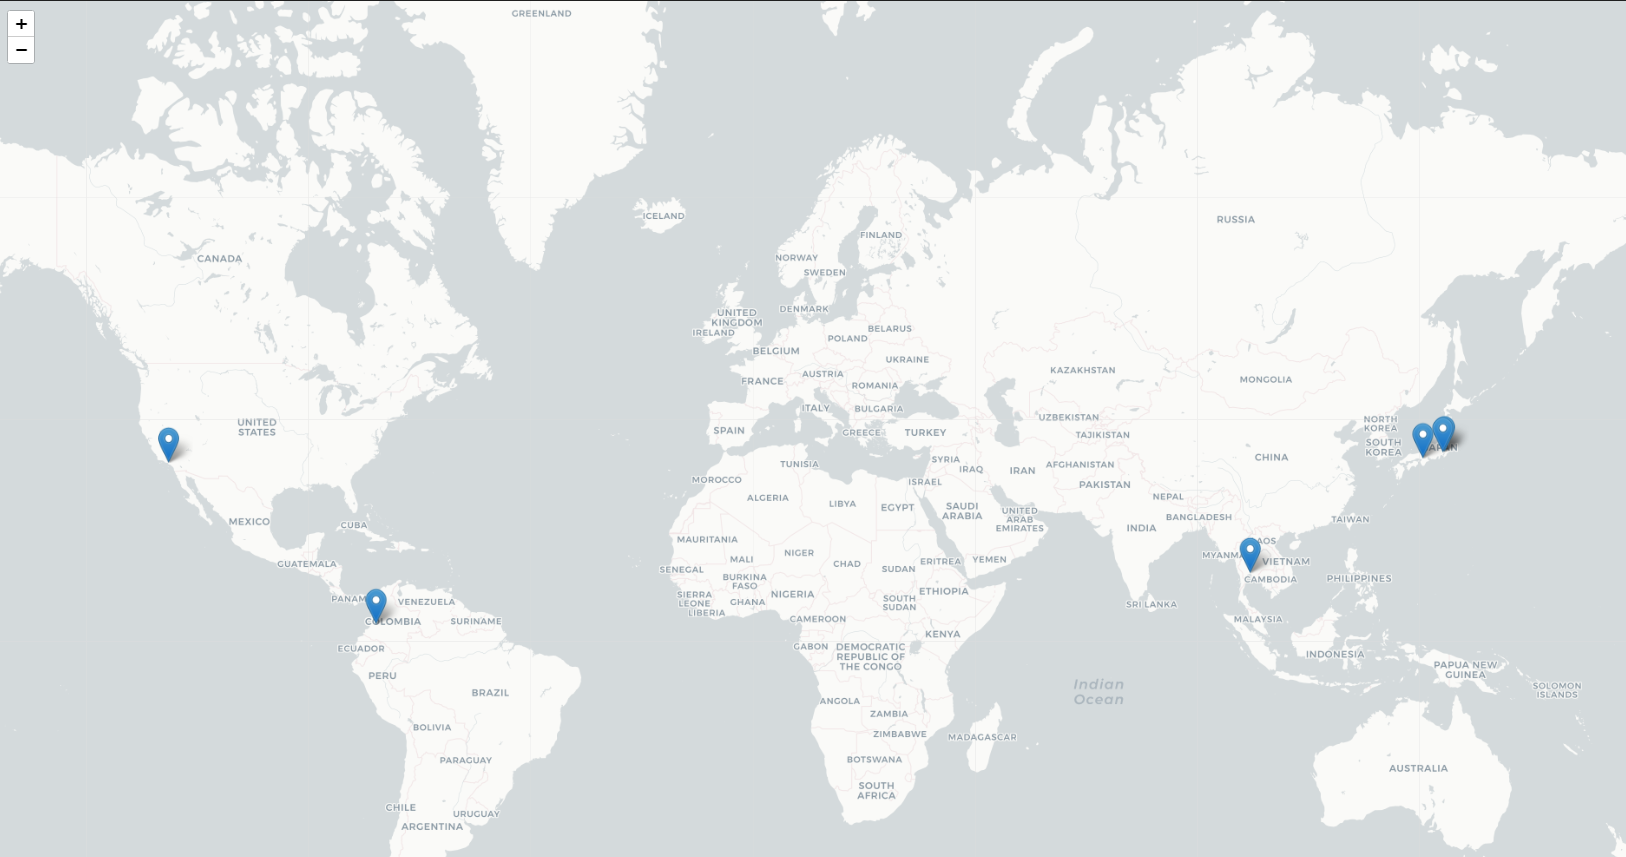 +
−
GREENLAND
ICELAND
RUSSIA
FINLAND
NORWAY
SWEDEN
CANADA
DENMARK
UNITED
KINGDOM
IRELAND
BELARUS
POLAND
BELGIUM
UKRAINE
KAZAKHSTAN
AUSTRIA
FRANCE
ROMANIA
MONGOLIA
ITALY
BULGARIA
UZBEKISTAN
UNITED
STATES
NORTH
KOREA
SPAIN
GREECE
TURKEY
TAJIKISTAN
SOUTH
KOREA
CHINA
SYRIA
IRAQ
TUNISIA
IRAN
AFGHANISTAN
MOROCCO
ISRAEL
PAKISTAN
ALGERIA
LIBYA
EGYPT
SAUDI
ARABIA
NEPAL
UNITED
ARAB
EMIRATES
BANGLADESH
TAIWAN
MEXICO
CUBA
INDIA
MAURITANIA
NIGER
MALI
CHAD
ERITREA
YEMEN
VIETNAM
GUATEMALA
SENEGAL
SUDAN
BURKINA
FASO
CAMBODIA
PHILIPPINES
SIERRA
LEONE
LIBERIA
GHANA
NIGERIA
SOUTH
SUDAN
ETHIOPIA
VENEZUELA
SRI LANKA
COLOMBIA
SURINAME
CAMEROON
MALAYSIA
KENYA
ECUADOR
GABON
DEMOCRATIC
REPUBLIC OF
THE CONGO
INDONESIA
PAPUA NEW
GUINEA
PERU
BRAZIL
Indian
Ocean
SOLOMON
ISLANDS
ANGOLA
ZAMBIA
BOLIVIA
ZIMBABWE
MADAGASCAR
BOTSWANA
PARAGUAY
AUSTRALIA
SOUTH
AFRICA
CHILE
URUGUAY
ARGENTINA